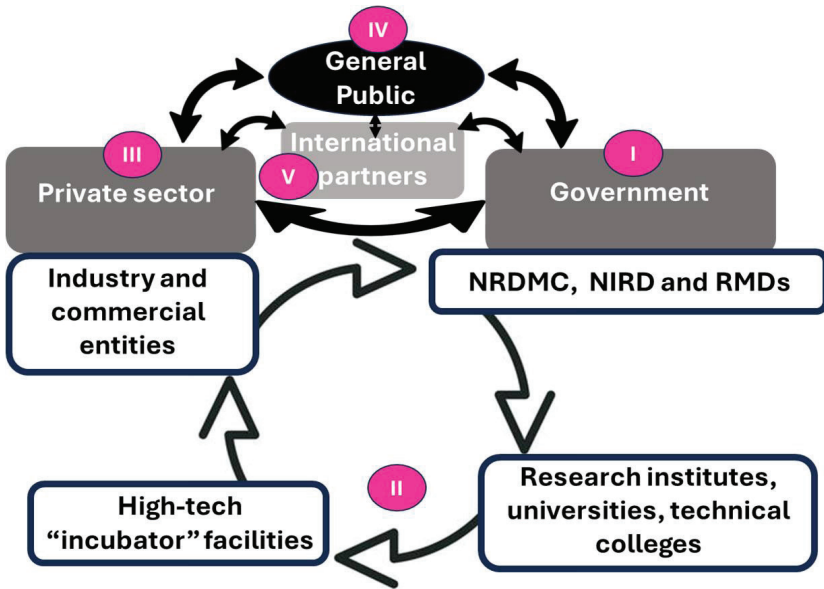 IV
General
Public
International
partners
III
Private sector
V
I
Government
Industry and
commercial
entities
NRDMC, NIRD and RMDs
II
High-tech
“incubator” facilities
Research institutes,
universities, technical
colleges